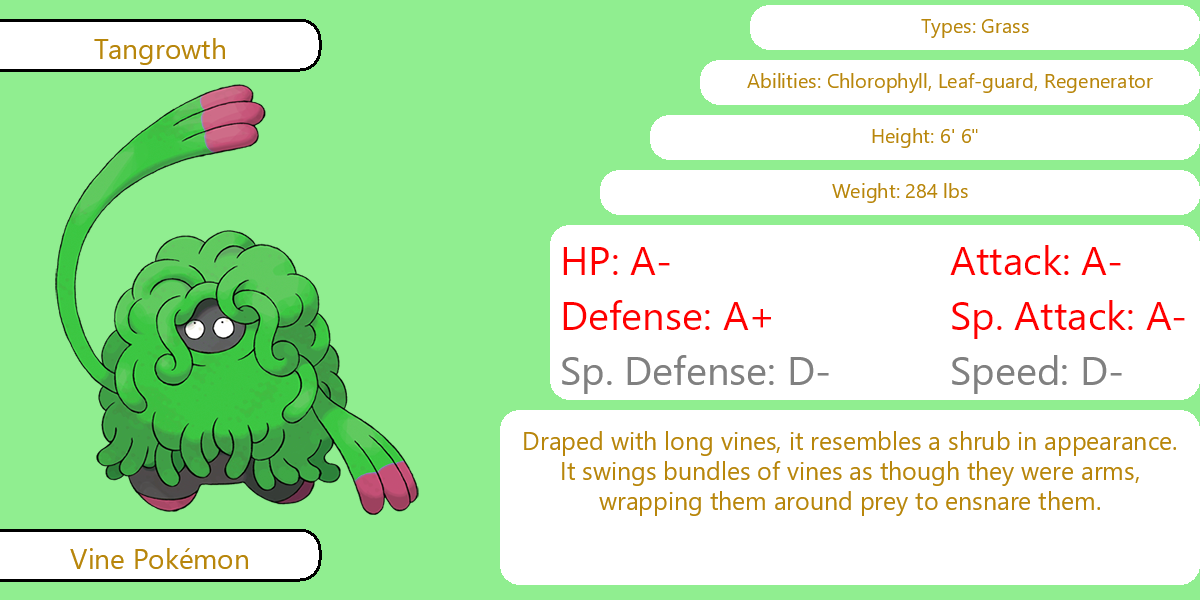 Tangrowth
Types: Grass
Abilities: Chlorophyll, Leaf-guard, Regenerator
Height: 6' 6"
Weight: 284 lbs
HP: A-
Attack: A-
Defense: A+
Sp. Attack: A-
Sp. Defense: D-
Speed: D-
Draped with long vines, it resembles a shrub in appearance.
It swings bundles of vines as though they were arms,
wrapping them around prey to ensnare them.
Vine Pokémon